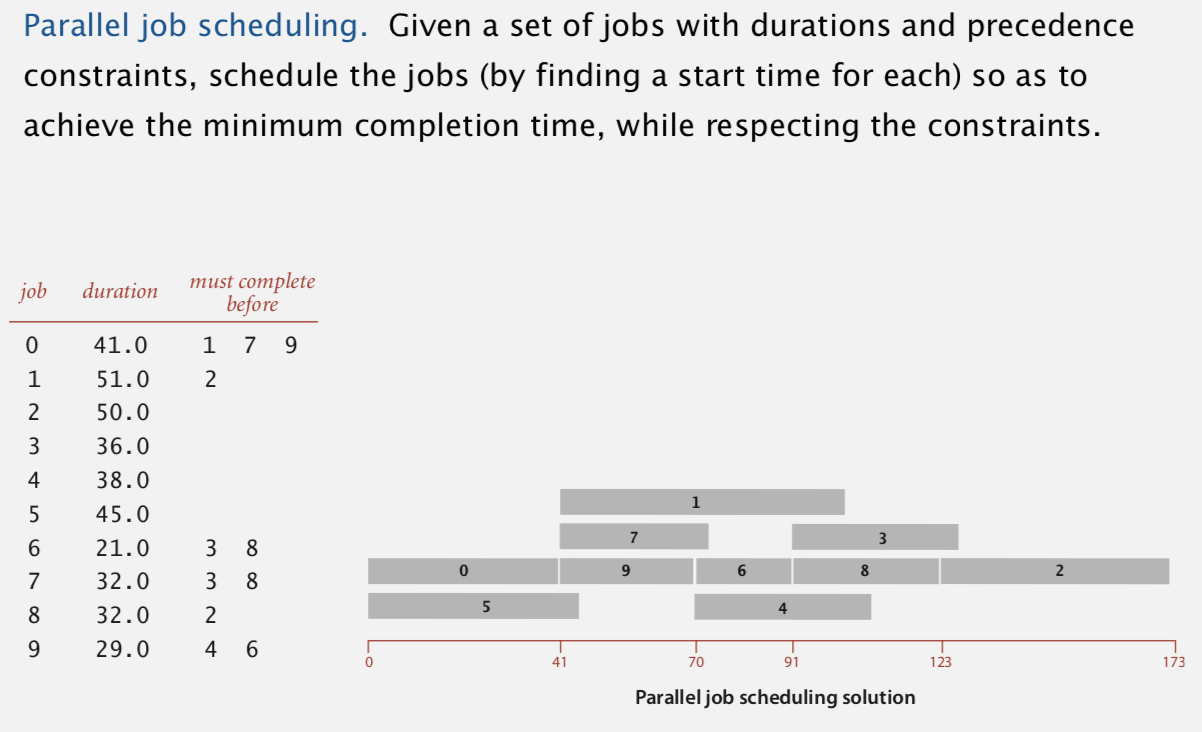 Parallel job scheduling. Given a set of jobs with durations and precedence
constraints, schedule the jobs (by finding a start time for each) so as to
achieve the minimum completion time, while respecting the constraints.
job duration must complete before
0 41.0 1 7 9
1 51.0 2
2 50.0
3 36.0
4 38.0
5 45.0
6 21.0 3 8
7 32.0 3 8
8 32.0 2
9 29.0 4 6
1
7 3
0 9 6 8 2
5 4
0 41 70 91 123 173
Parallel job scheduling solution